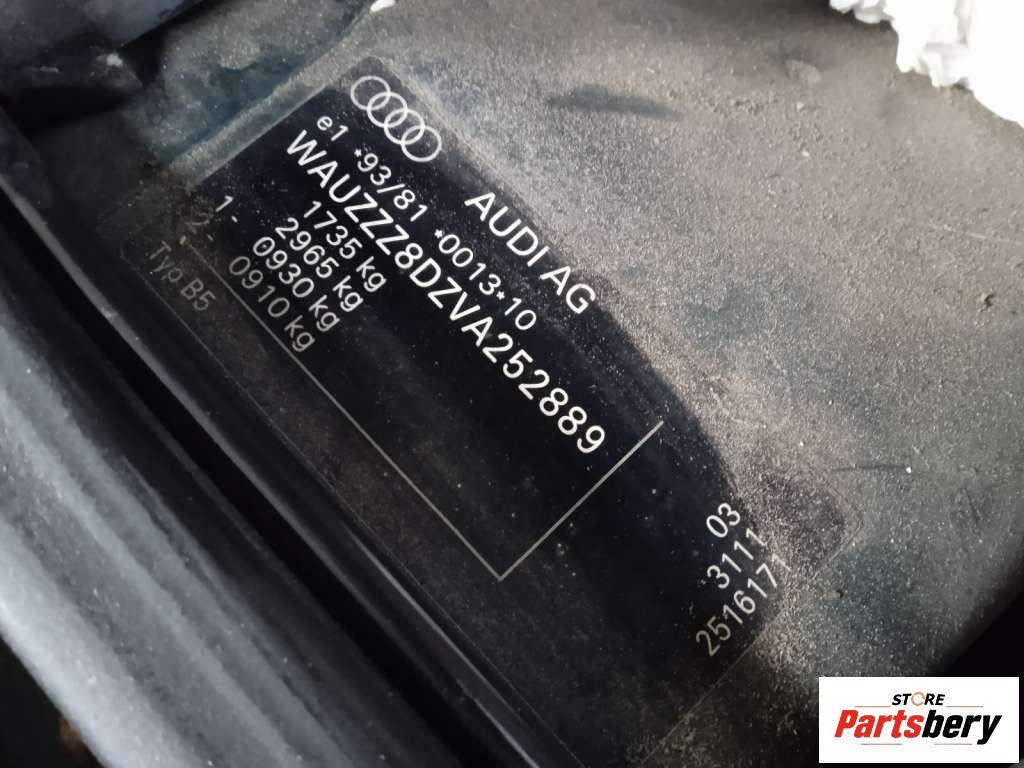 AUDI AG
e1 *93/81 *0013*10
WAUZZZ8DZVA252889
1735 kg
2965 kg
1- 0930 kg
2- 0910 kg
Typ B5
03
3111
2516171
STORE
Partsbery